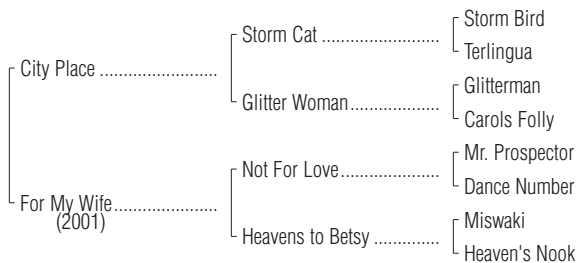 Storm Bird
Storm Cat ........................
Terlingua
City Place ........................
Glitterman
Glitter Woman ...................
Carols Folly
Mr. Prospector
Not For Love .....................
Dance Number
For My Wife ......................
(2001)
Miswaki
Heavens to Betsy ..............
Heaven's Nook